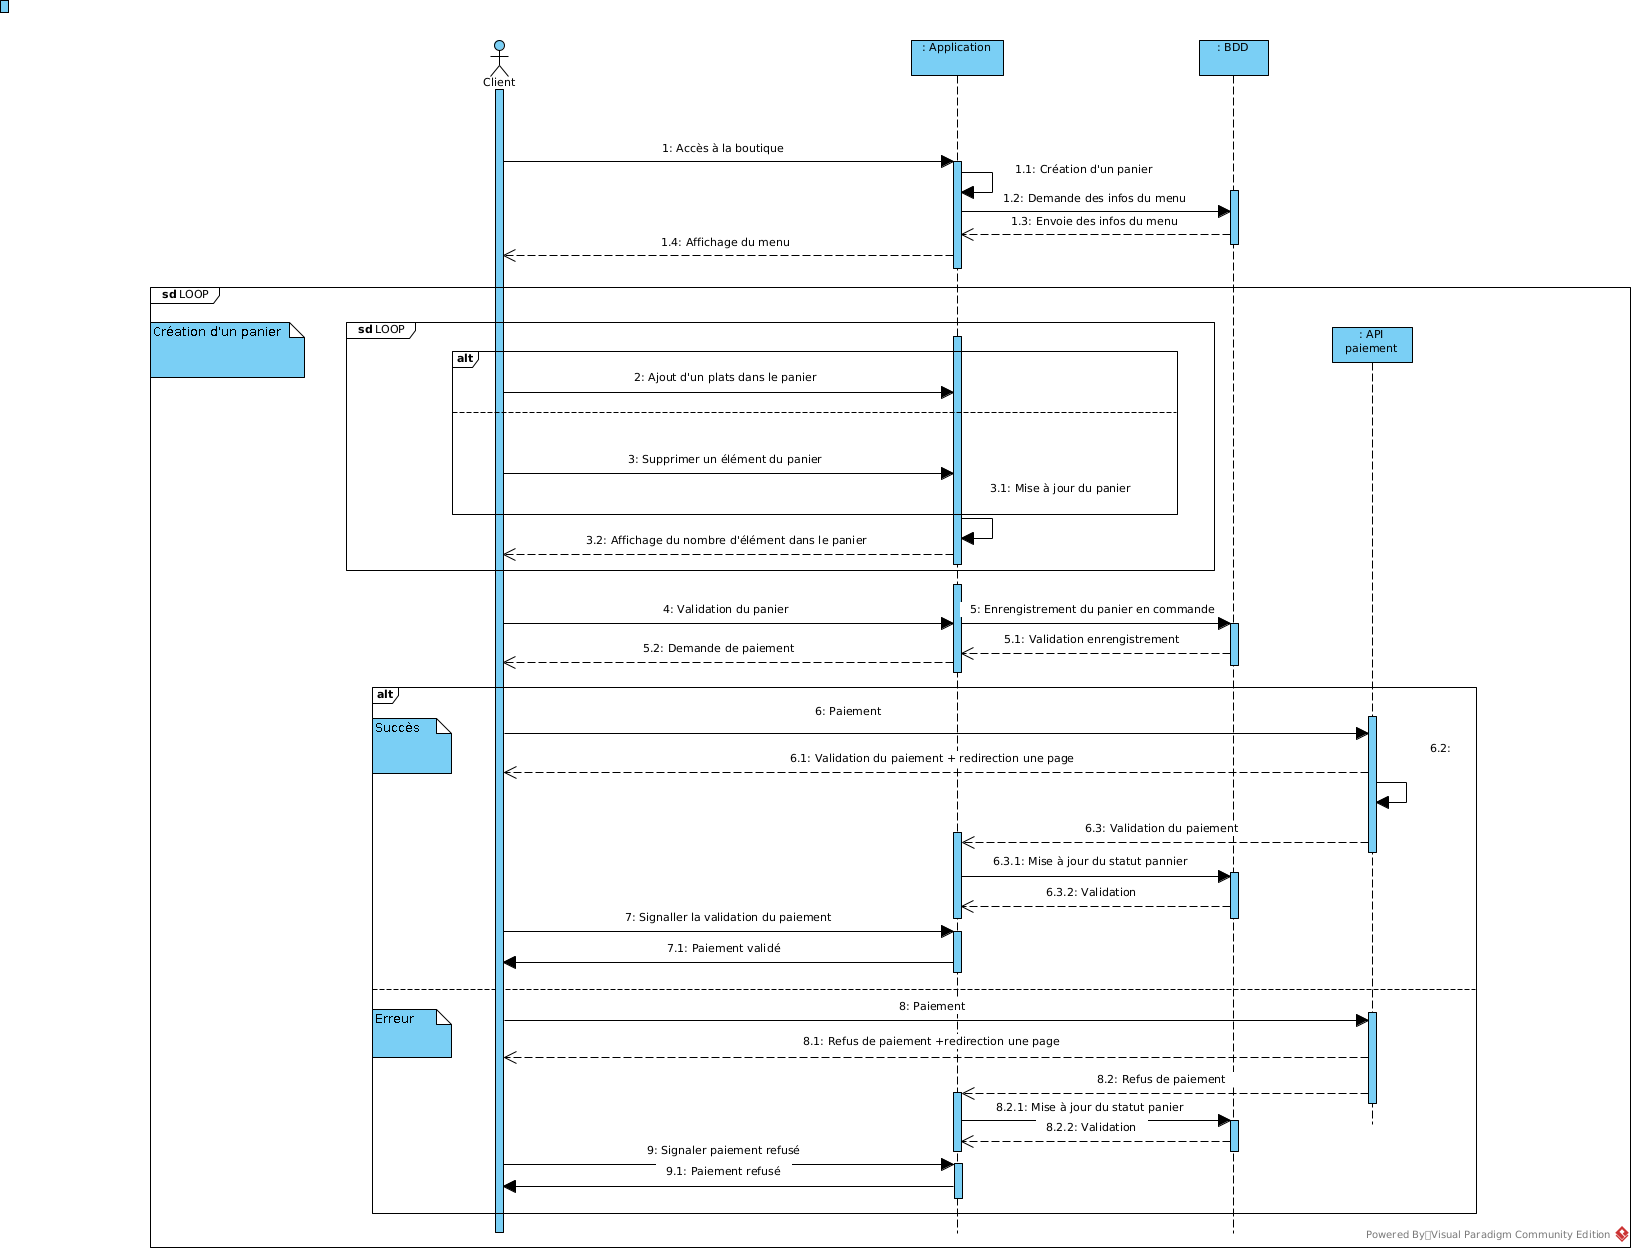 Client
: Application
: BDD
1: Accès à la boutique
1.1: Création d'un panier
1.2: Demande des infos du menu
1.3: Envoie des infos du menu
1.4: Affichage du menu
sd LOOP
Création d'un panier
sd LOOP
: API
paiement
alt
2: Ajout d'un plats dans le panier
3: Supprimer un élément du panier
3.1: Mise à jour du panier
3.2: Affichage du nombre d'élément dans le panier
4: Validation du panier
5: Enrengistrement du panier en commande
5.1: Validation enrengistrement
5.2: Demande de paiement
alt
Succès
6: Paiement
6.1: Validation du paiement + redirection une page
6.2:
6.3: Validation du paiement
6.3.1: Mise à jour du statut pannier
6.3.2: Validation
7: Signaller la validation du paiement
7.1: Paiement validé
Erreur
8: Paiement
8.1: Refus de paiement +redirection une page
8.2: Refus de paiement
8.2.1: Mise à jour du statut panier
8.2.2: Validation
9: Signaler paiement refusé
9.1: Paiement refusé
Powered By Visual Paradigm Community Edition